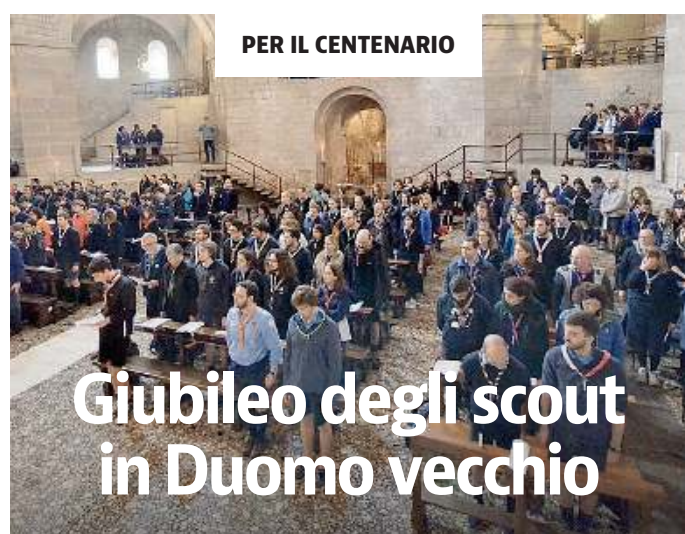 PER IL CENTENARIO
Giubileo degli scout
in Duomo vecchio